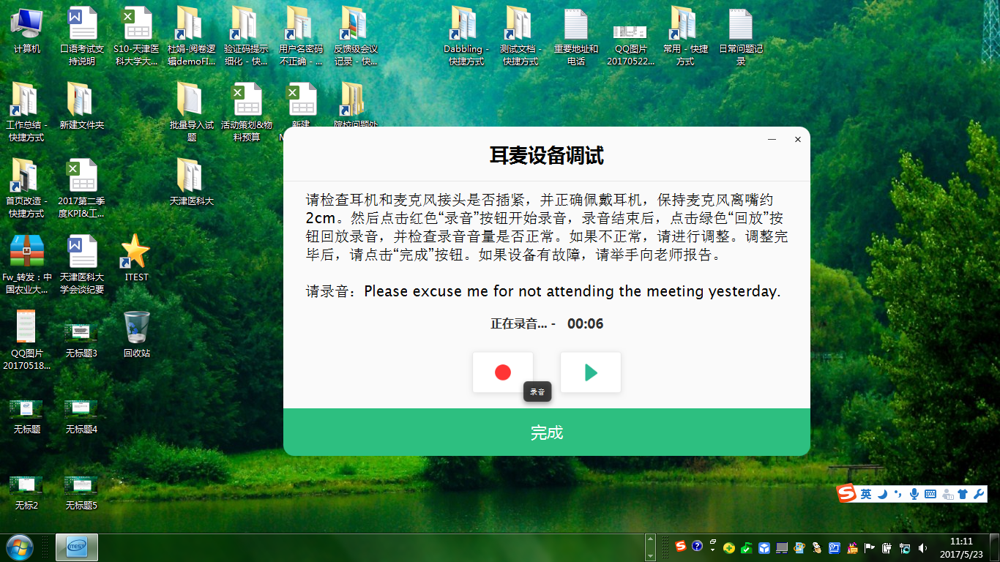 计算机
口语考试支
持说明
S10-天津医
科大学大...
杜娟-阅卷逻
辑demoFI...
验证码提示
细化 - 快...
用户名密码
不正确 - ...
反馈级会议
记录 - 快...
Dabbling -
快捷方式
测试文档 -
快捷方式
重要地址和
电话
QQ图片
20170522...
常用 - 快捷
方式
日常问题记
录
工作总结 -
快捷方式
新建文件夹
批量导入试
题
活动策划&物
料预算
新建
院校问题处
首页改造 -
快捷方式
2017第二季
度KPI&工...
天津医科大
Fw_转发：中
国农业大...
天津医科大
学会谈纪要
ITEST
QQ图片
20170518...
无标题3
回收站
无标题
无标题4
无标2
无标题5
耳麦设备调试
请检查耳机和麦克风接头是否插紧，并正确佩戴耳机，保持麦克风离嘴约
2cm。然后点击红色“录音”按钮开始录音，录音结束后，点击绿色“回放”按
钮回放录音，并检查录音音量是否正常。如果不正常，请进行调整。调整完
毕后，请点击“完成”按钮。如果设备有故障，请举手向老师报告。
请录音：Please excuse me for not attending the meeting yesterday.
正在录音... - 00:06
录音
完成
英
ITEST
11:11
2017/5/23